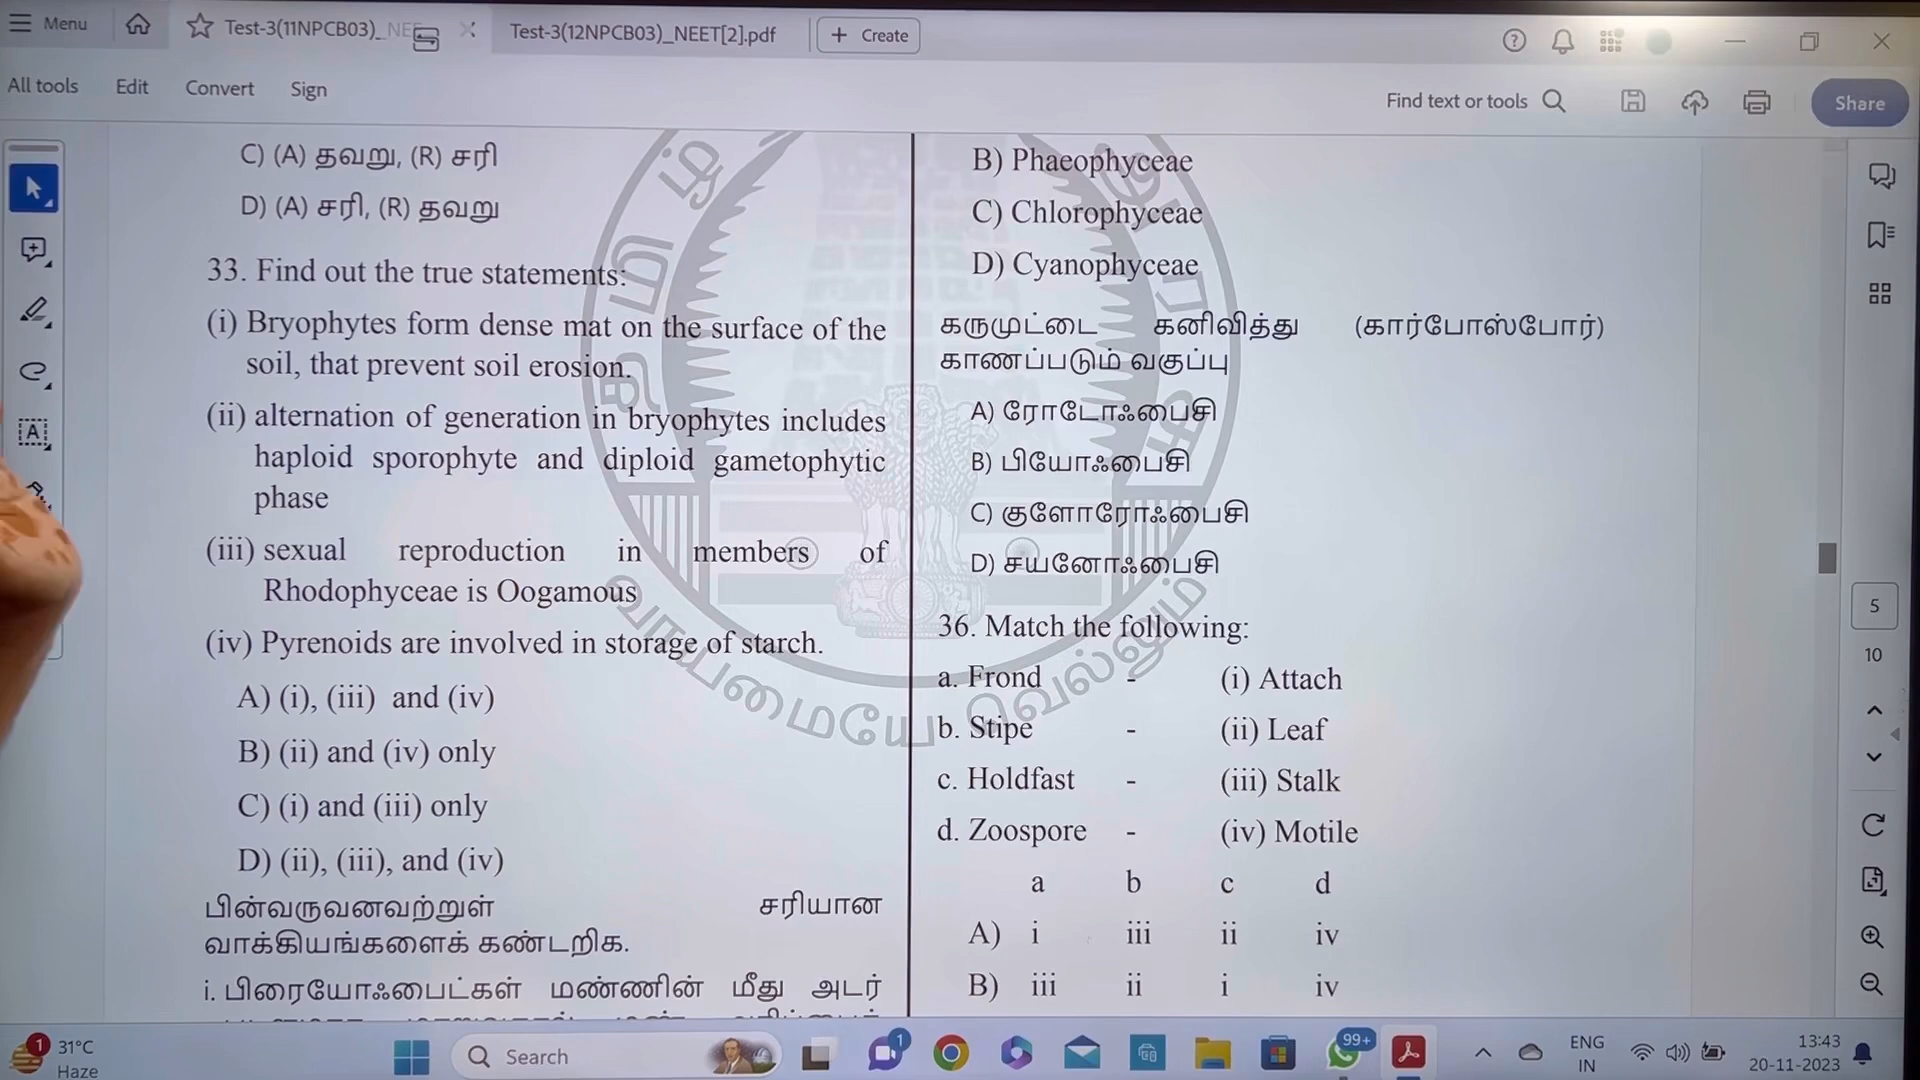 Menu
Test-3(11NPCB03)_NEE
Test-3(12NPCB03)_NEET[2].pdf
+ Create
All tools
Edit
Convert
Sign
Find text or tools
Share
C) (A) தவறு, (R) சரி
D) (A) சரி, (R) தவறு
33. Find out the true statements:
(i) Bryophytes form dense mat on the surface of the
soil, that prevent soil erosion.
(ii) alternation of generation in bryophytes includes
haploid sporophyte and diploid gametophytic
phase
(iii) sexual reproduction in members of
Rhodophyceae is Oogamous
(iv) Pyrenoids are involved in storage of starch.
A) (i), (iii) and (iv)
B) (ii) and (iv) only
C) (i) and (iii) only
D) (ii), (iii), and (iv)
பின்வருவனவற்றுள் சரியான
வாக்கியங்களைக் கண்டறிக.
i. பிரையோஃபைட்கள் மண்ணின் மீது அடர்
B) Phaeophyceae
C) Chlorophyceae
D) Cyanophyceae
கருமுட்டை கனிவித்து (கார்போஸ்போர்)
காணப்படும் வகுப்பு
A) ரோடோஃபைசி
B) பியோஃபைசி
C) குளோரோஃபைசி
D) சயனோஃபைசி
36. Match the following:
a. Frond - (i) Attach
b. Stipe - (ii) Leaf
c. Holdfast - (iii) Stalk
d. Zoospore - (iv) Motile
a b c d
A) i iii ii iv
B) iii ii i iv
வாய்மையே வெல்லும்
5
10
1
31°C
Haze
Search
1
99+
ENG
IN
13:43
20-11-2023